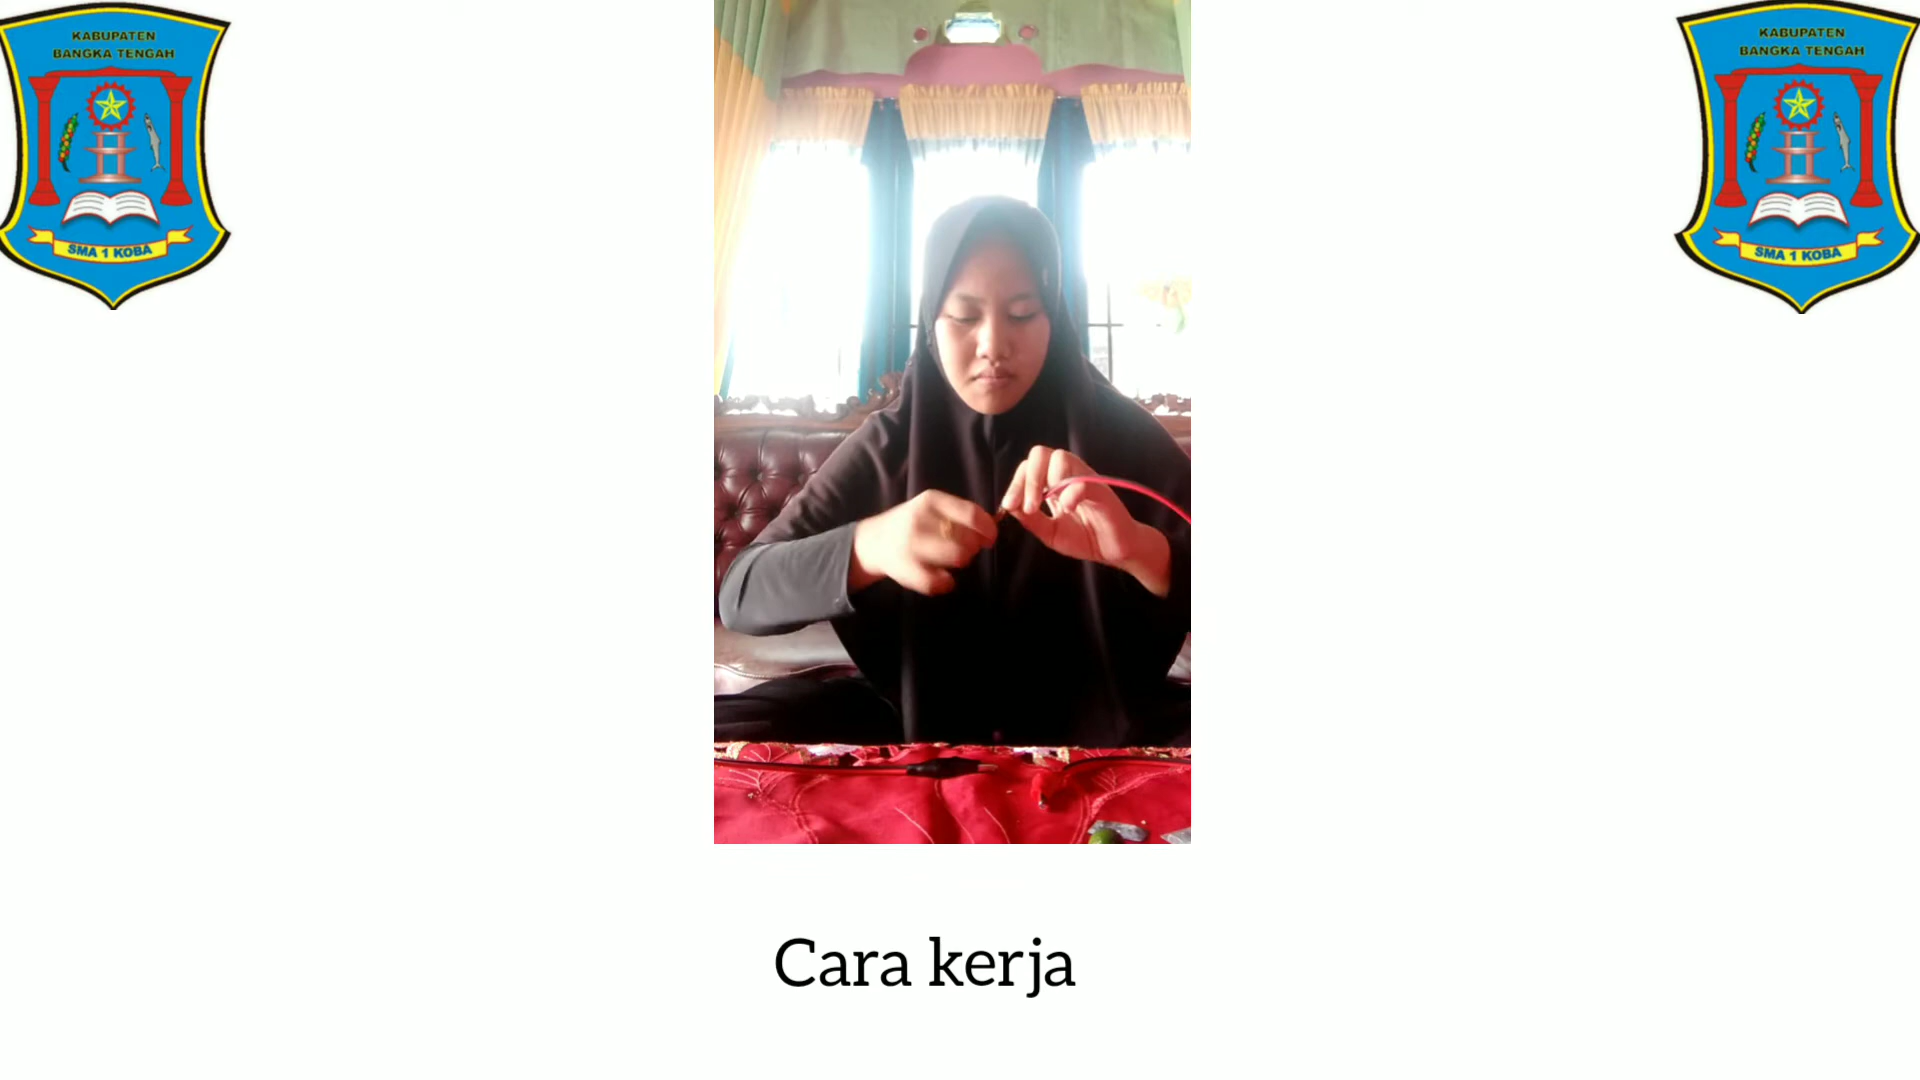 KABUPATEN
BANGKA TENGAH
SMA 1 KOBA
KABUPATEN
BANGKA TENGAH
SMA 1 KOBA
Cara kerja